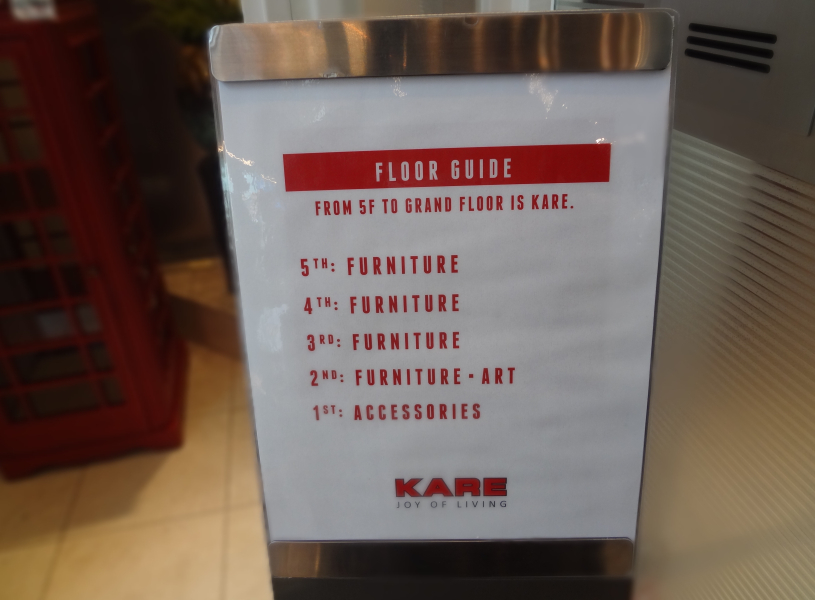 FLOOR GUIDE
FROM 5F TO GRAND FLOOR IS KARE.
5TH: FURNITURE
4TH: FURNITURE
3RD: FURNITURE
2ND: FURNITURE - ART
1ST: ACCESSORIES
KARE
JOY OF LIVING